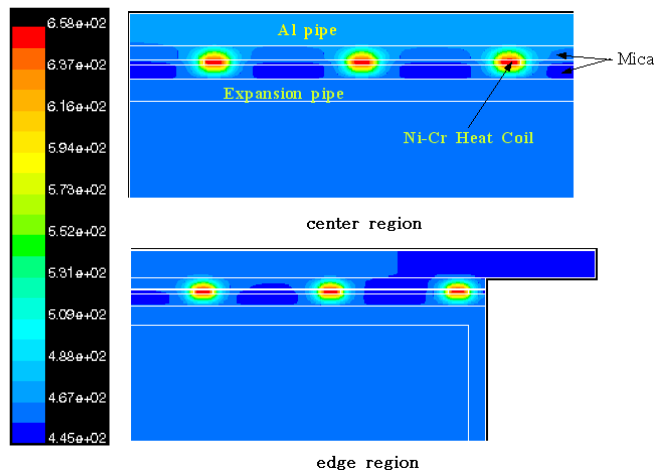 6.58e+02
6.37e+02
6.16e+02
5.94e+02
5.73e+02
5.52e+02
5.31e+02
5.09e+02
4.88e+02
4.67e+02
4.45e+02
Al pipe
Mica
Expansion pipe
Ni-Cr Heat Coil
center region
edge region